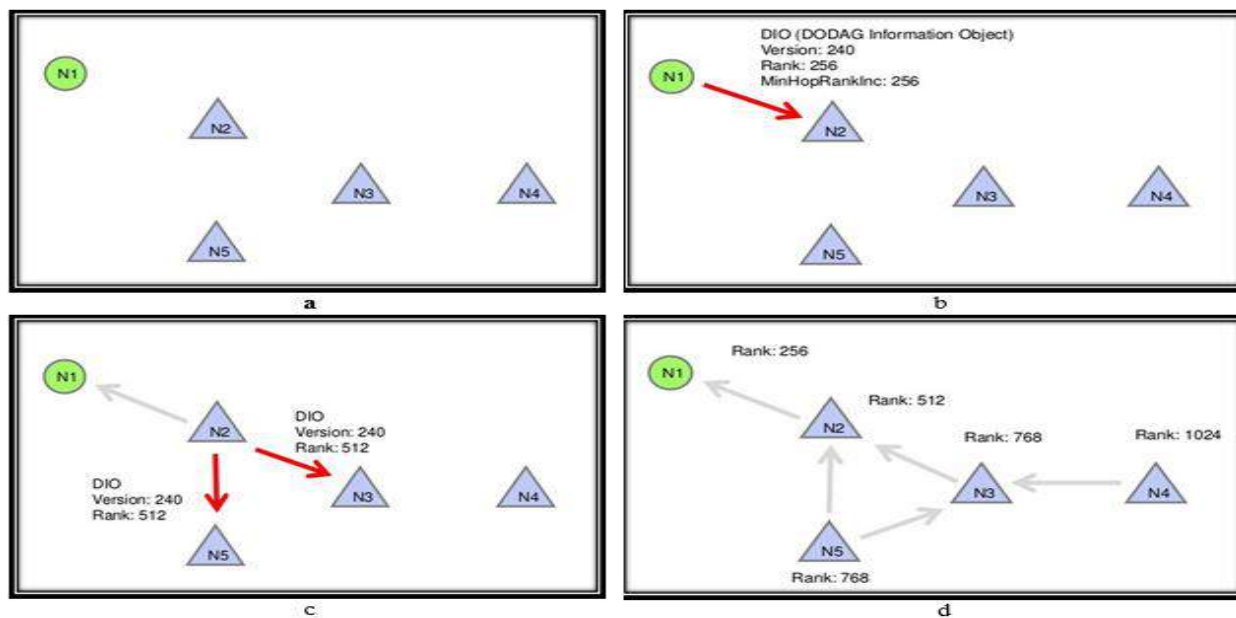 N1
N2
N3
N4
N5
a
DIO (DODAG Information Object)
Version: 240
Rank: 256
MinHopRankInc: 256
N1
N2
N3
N4
N5
b
N1
N2
DIO
Version: 240
Rank: 512
DIO
Version: 240
Rank: 512
N3
N4
N5
c
Rank: 256
N1
Rank: 512
N2
Rank: 768
Rank: 1024
N3
N4
N5
Rank: 768
d